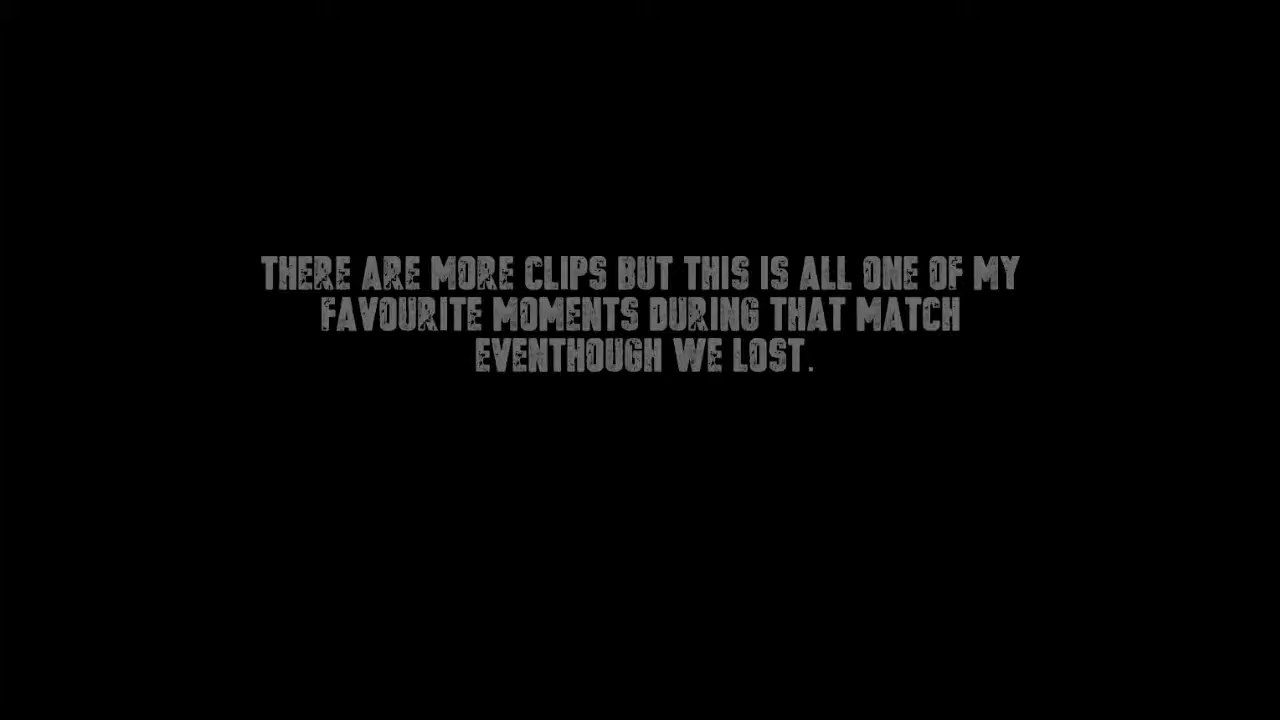 THERE ARE MORE CLIPS BUT THIS IS ALL ONE OF MY
FAVOURITE MOMENTS DURING THAT MATCH
EVENTHOUGH WE LOST.